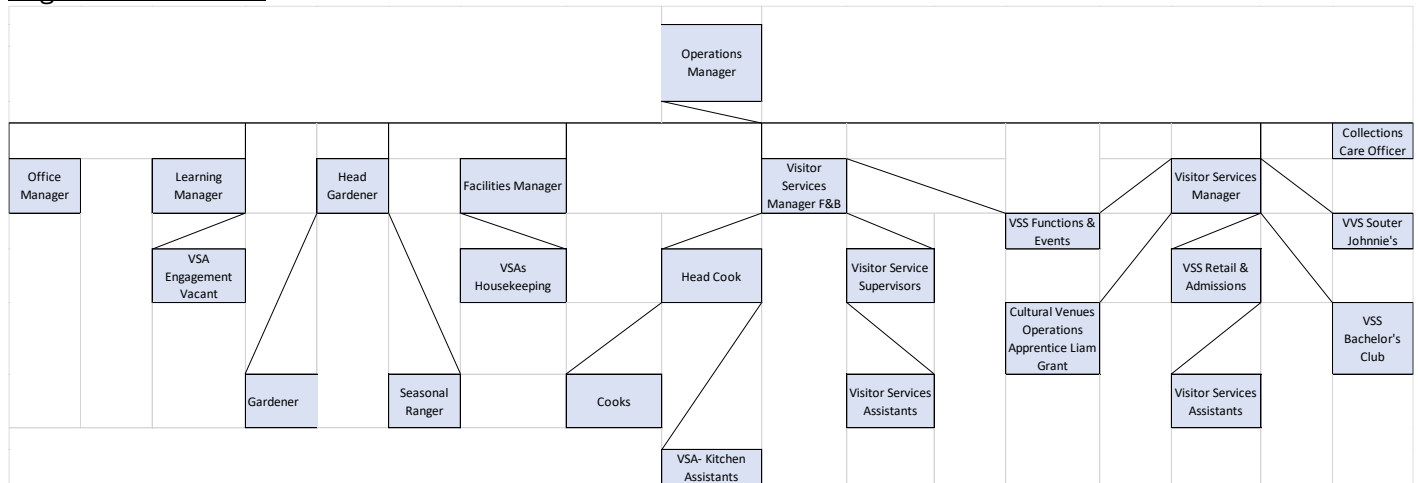 Operations
Manager
Collections
Care Officer
Office
Manager
Learning
Manager
Head
Gardener
Facilities Manager
Visitor
Services
Manager F&B
Visitor Services
Manager
VSS Functions &
Events
VVS Souter
Johnnie's
VSA
Engagement
Vacant
VSAs
Housekeeping
Head Cook
Visitor Service
Supervisors
VSS Retail &
Admissions
Cultural Venues
Operations
Apprentice Liam
Grant
VSS
Bachelor's
Club
Gardener
Seasonal
Ranger
Cooks
Visitor Services
Assistants
Visitor Services
Assistants
VSA- Kitchen
Assistants